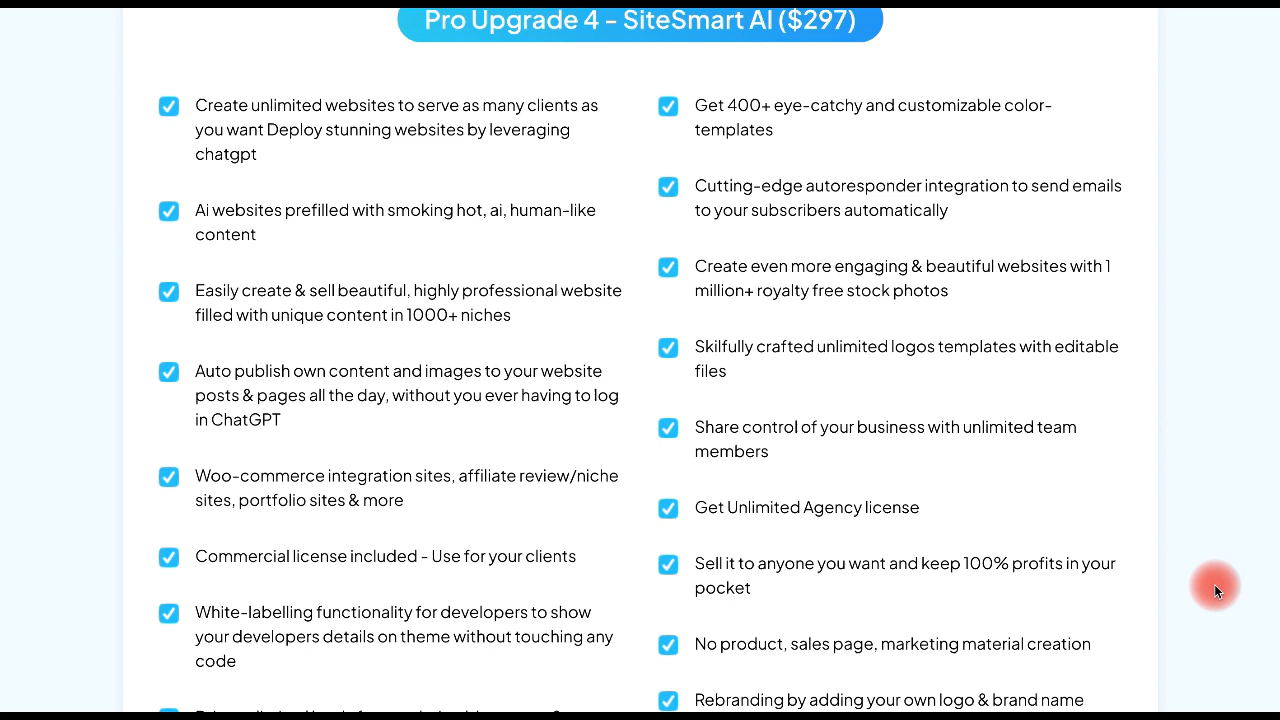 Pro Upgrade 4 - SiteSmart AI ($297)
Create unlimited websites to serve as many clients as
you want Deploy stunning websites by leveraging
chatgpt
Ai websites prefilled with smoking hot, ai, human-like
content
Easily create & sell beautiful, highly professional website
filled with unique content in 1000+ niches
Auto publish own content and images to your website
posts & pages all the day, without you ever having to log
in ChatGPT
Woo-commerce integration sites, affiliate review/niche
sites, portfolio sites & more
Commercial license included - Use for your clients
White-labelling functionality for developers to show
your developers details on theme without touching any
code
Get 400+ eye-catchy and customizable color-
templates
Cutting-edge autoresponder integration to send emails
to your subscribers automatically
Create even more engaging & beautiful websites with 1
million+ royalty free stock photos
Skilfully crafted unlimited logos templates with editable
files
Share control of your business with unlimited team
members
Get Unlimited Agency license
Sell it to anyone you want and keep 100% profits in your
pocket
No product, sales page, marketing material creation
Rebranding by adding your own logo & brand name